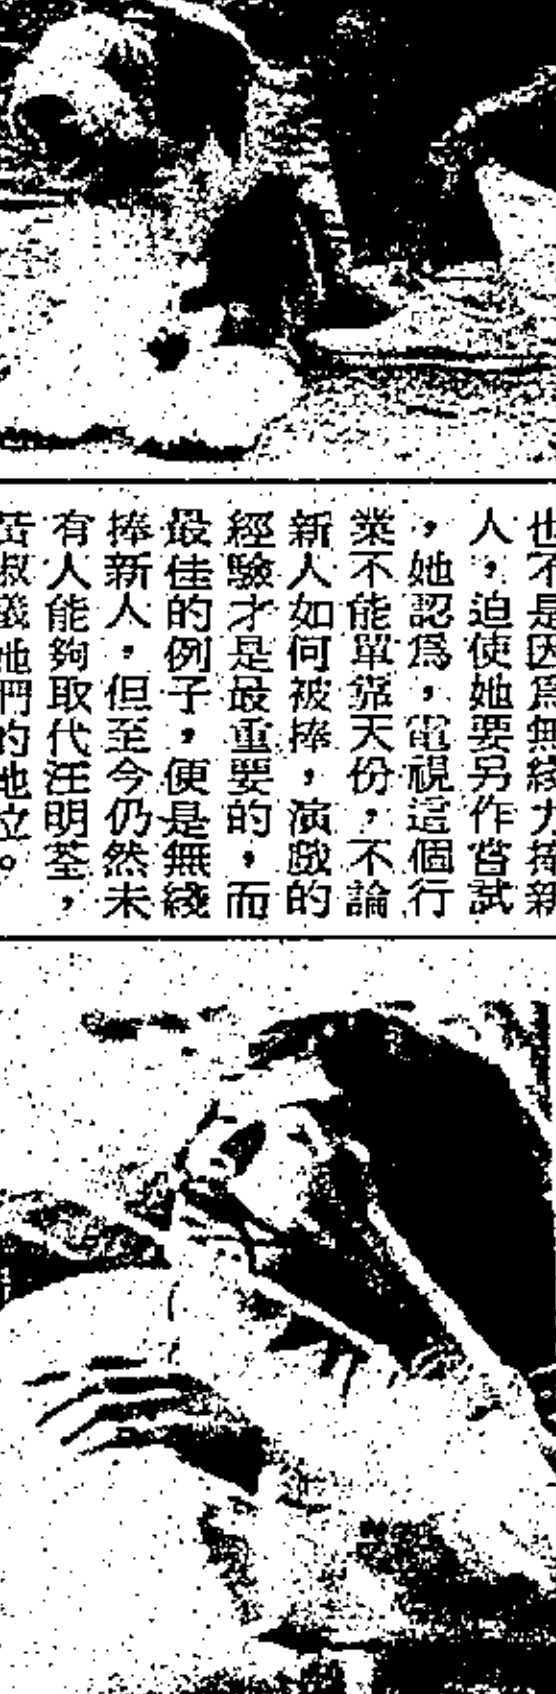 也不是因爲無綫力捧新
人，迫使她要另作嘗試
，她認爲，電視這個行
業不能單靠天份，不論
新人如何被捧，演戲的
經驗才是最重要的，而
最佳的例子，便是無綫
捧新人，但至今仍然未
有人能夠取代汪明荃，
淑儀她們的地位。